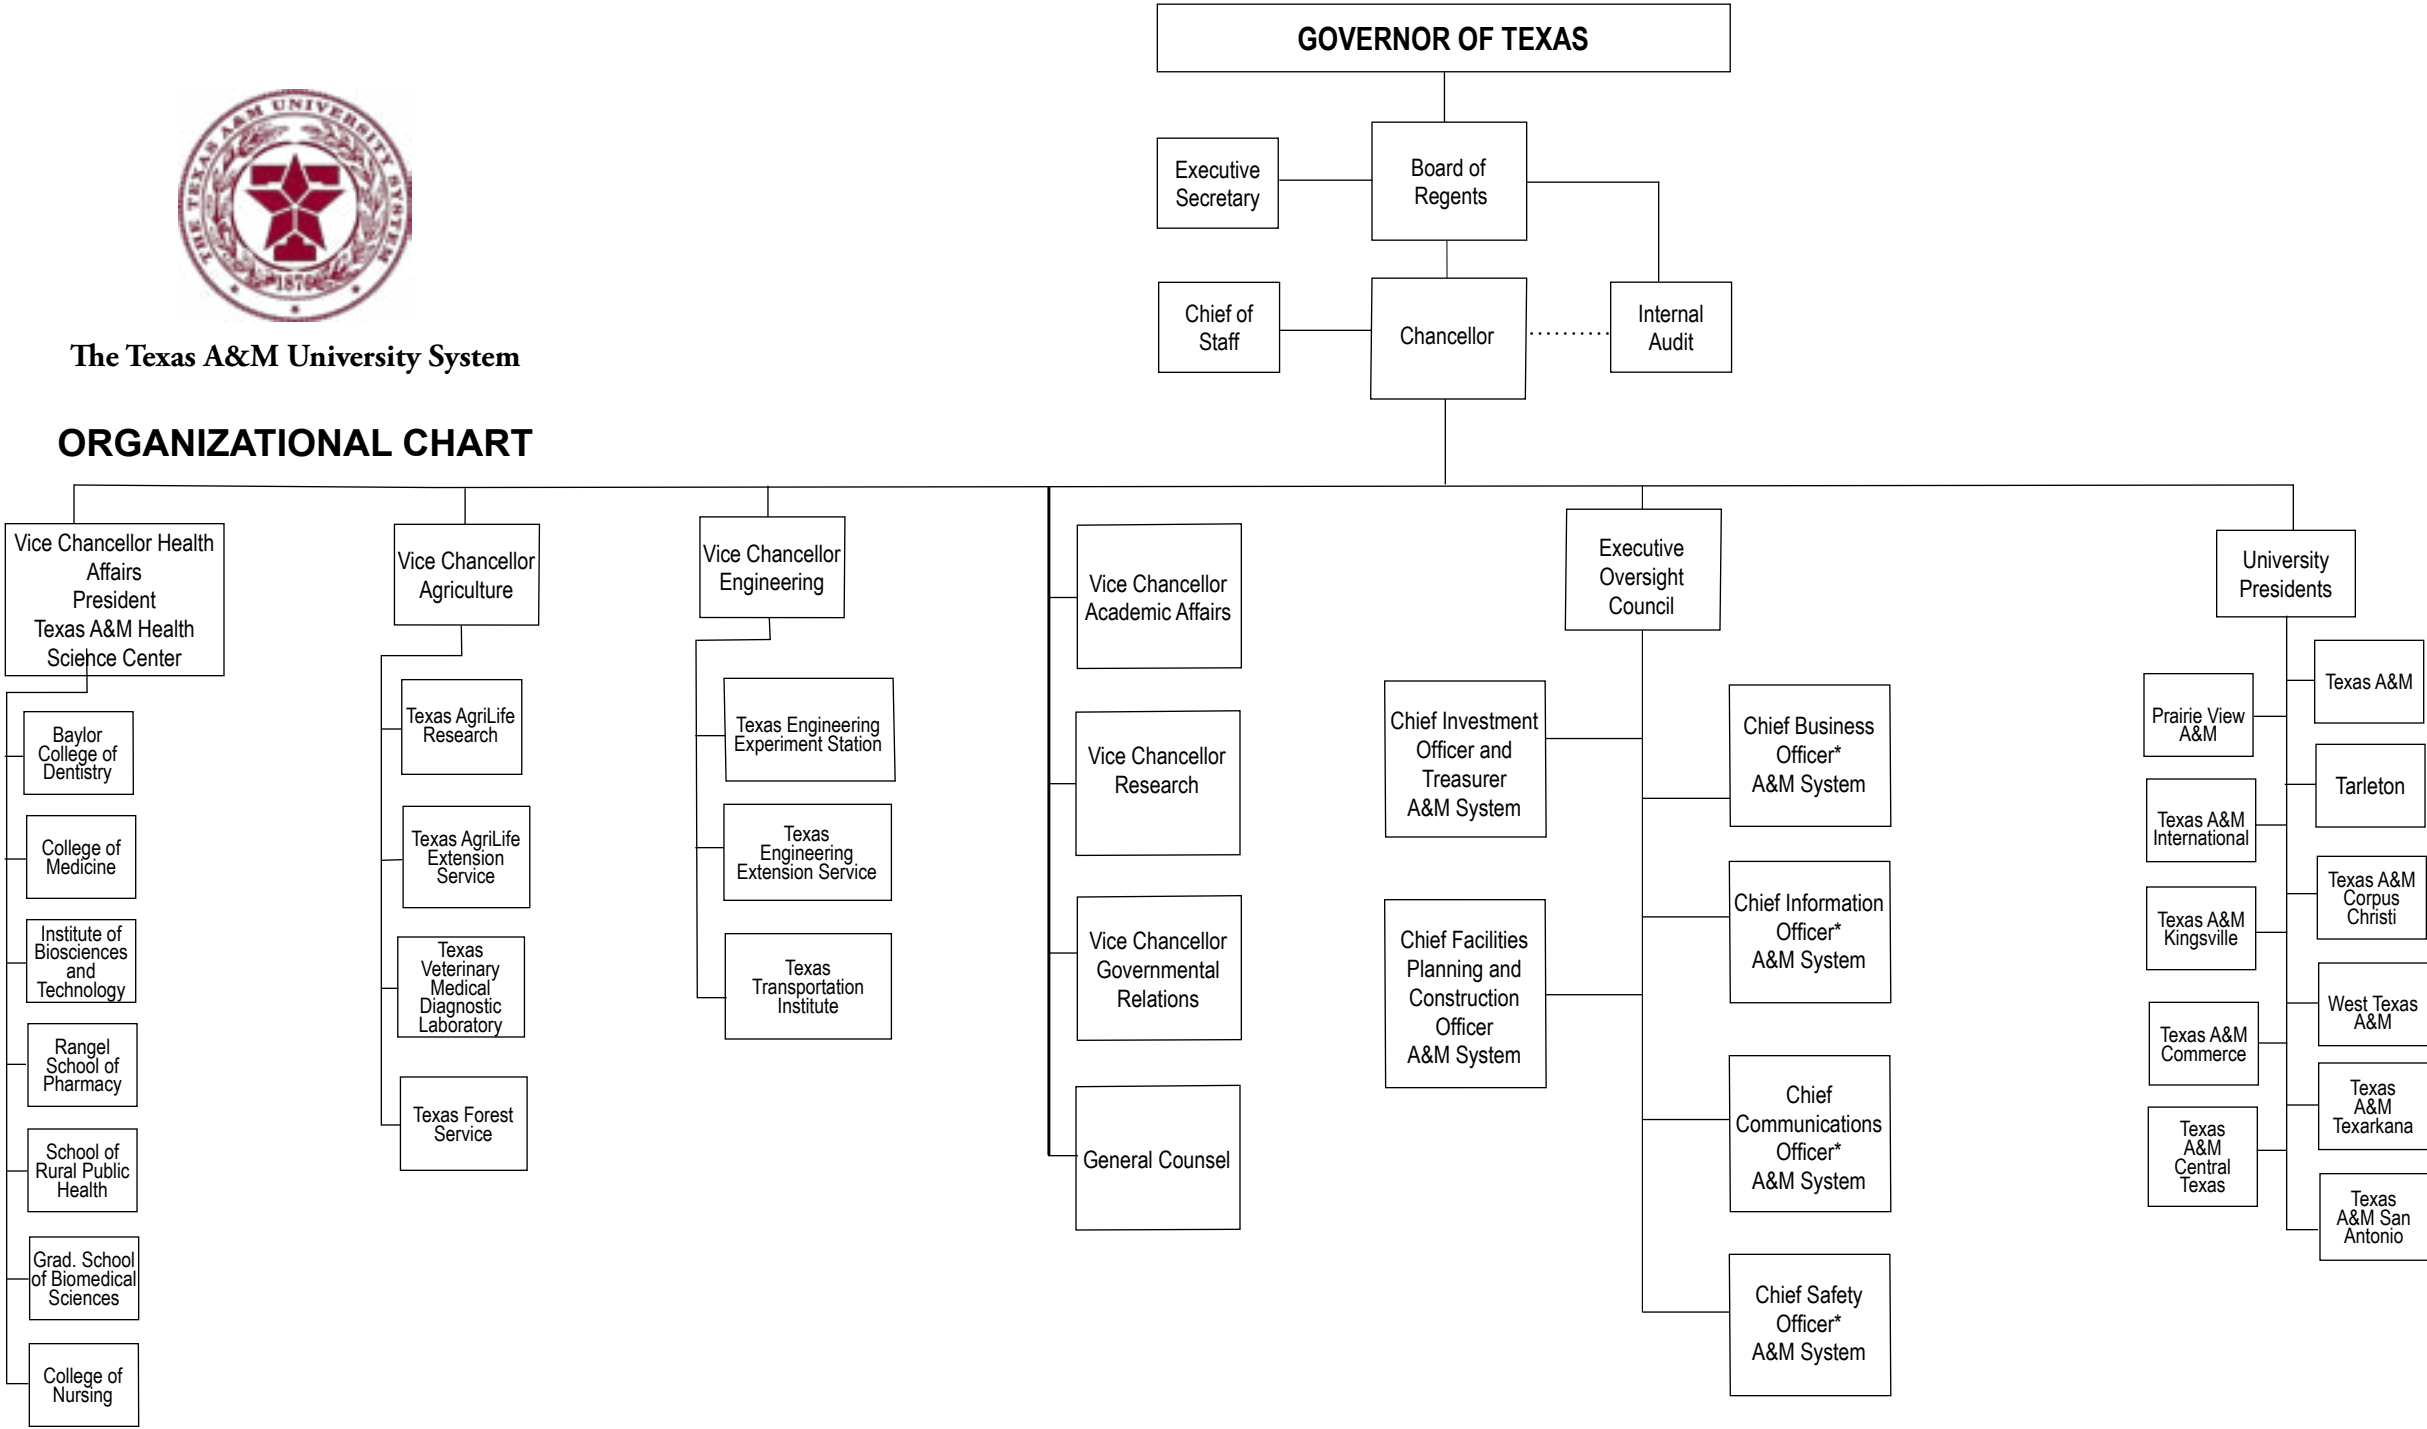 GOVERNOR OF TEXAS
THE TEXAS A&M UNIVERSITY SYSTEM
1876
The Texas A&M University System
ORGANIZATIONAL CHART
Executive
Secretary
Board of
Regents
Chief of
Staff
Chancellor
Internal
Audit
Vice Chancellor Health
Affairs
President
Texas A&M Health
Science Center
Baylor
College of
Dentistry
College of
Medicine
Institute of
Biosciences
and
Technology
Rangel
School of
Pharmacy
School of
Rural Public
Health
Grad. School
of Biomedical
Sciences
College of
Nursing
Vice Chancellor
Agriculture
Texas AgriLife
Research
Texas AgriLife
Extension
Service
Texas
Veterinary
Medical
Diagnostic
Laboratory
Texas Forest
Service
Vice Chancellor
Engineering
Texas Engineering
Experiment Station
Texas
Engineering
Extension Service
Texas
Transportation
Institute
Vice Chancellor
Academic Affairs
Vice Chancellor
Research
Vice Chancellor
Governmental
Relations
General Counsel
Executive
Oversight
Council
Chief Investment
Officer and
Treasurer
A&M System
Chief Facilities
Planning and
Construction
Officer
A&M System
Chief Business
Officer*
A&M System
Chief Information
Officer*
A&M System
Chief
Communications
Officer*
A&M System
Chief Safety
Officer*
A&M System
University
Presidents
Texas A&M
Prairie View
A&M
Tarleton
Texas A&M
International
Texas A&M
Corpus
Christi
Texas A&M
Kingsville
West Texas
A&M
Texas A&M
Commerce
Texas
A&M
Texarkana
Texas
A&M
Central
Texas
Texas
A&M San
Antonio